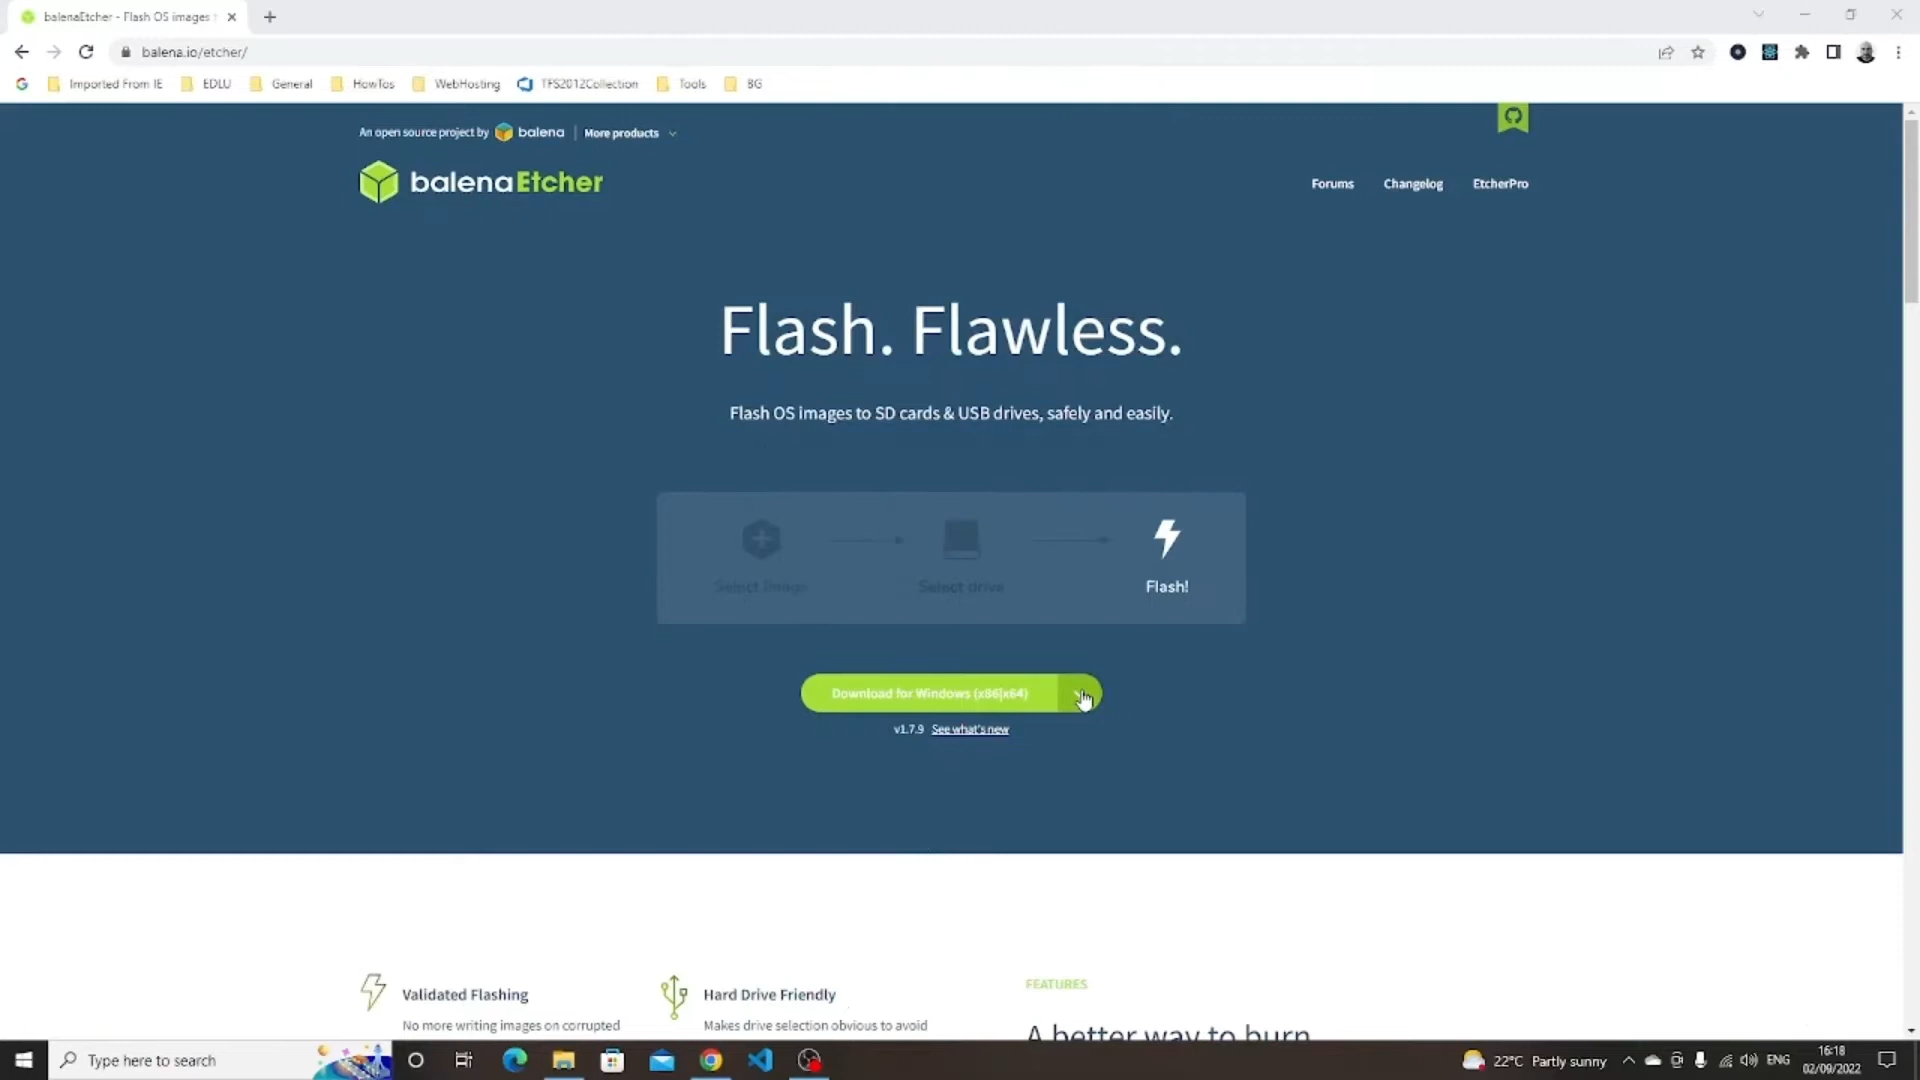 balenaEtcher - Flash OS images t
balena.io/etcher/
Imported From IE
EDLU
General
HowTos
WebHosting
TFS2012Collection
Tools
BG
An open source project by balena
More products
balenaEtcher
Forums
Changelog
EtcherPro
Flash. Flawless.
Flash OS images to SD cards & USB drives, safely and easily.
Select image
Select drive
Flash!
Download for Windows (x86|x64)
v1.7.9 See what's new
Validated Flashing
No more writing images on corrupted
Hard Drive Friendly
Makes drive selection obvious to avoid
FEATURES
A better way to burn
Type here to search
22°C Partly sunny
ENG
16:18
02/09/2022